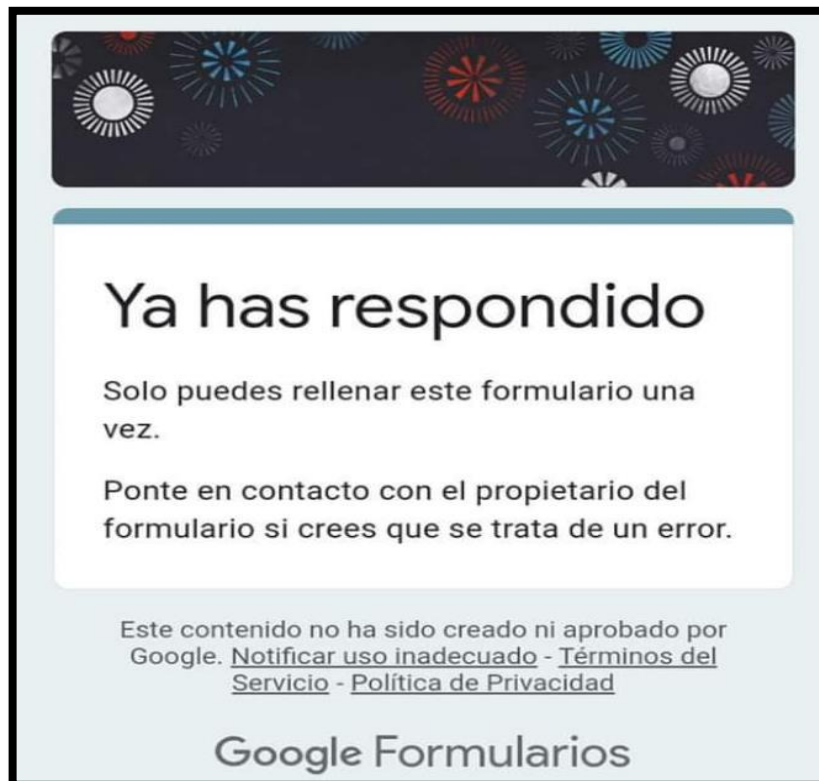 Ya has respondido
Solo puedes rellenar este formulario una
vez.
Ponte en contacto con el propietario del
formulario si crees que se trata de un error.
Este contenido no ha sido creado ni aprobado por
Google. Notificar uso inadecuado - Términos del
Servicio - Política de Privacidad
Google Formularios